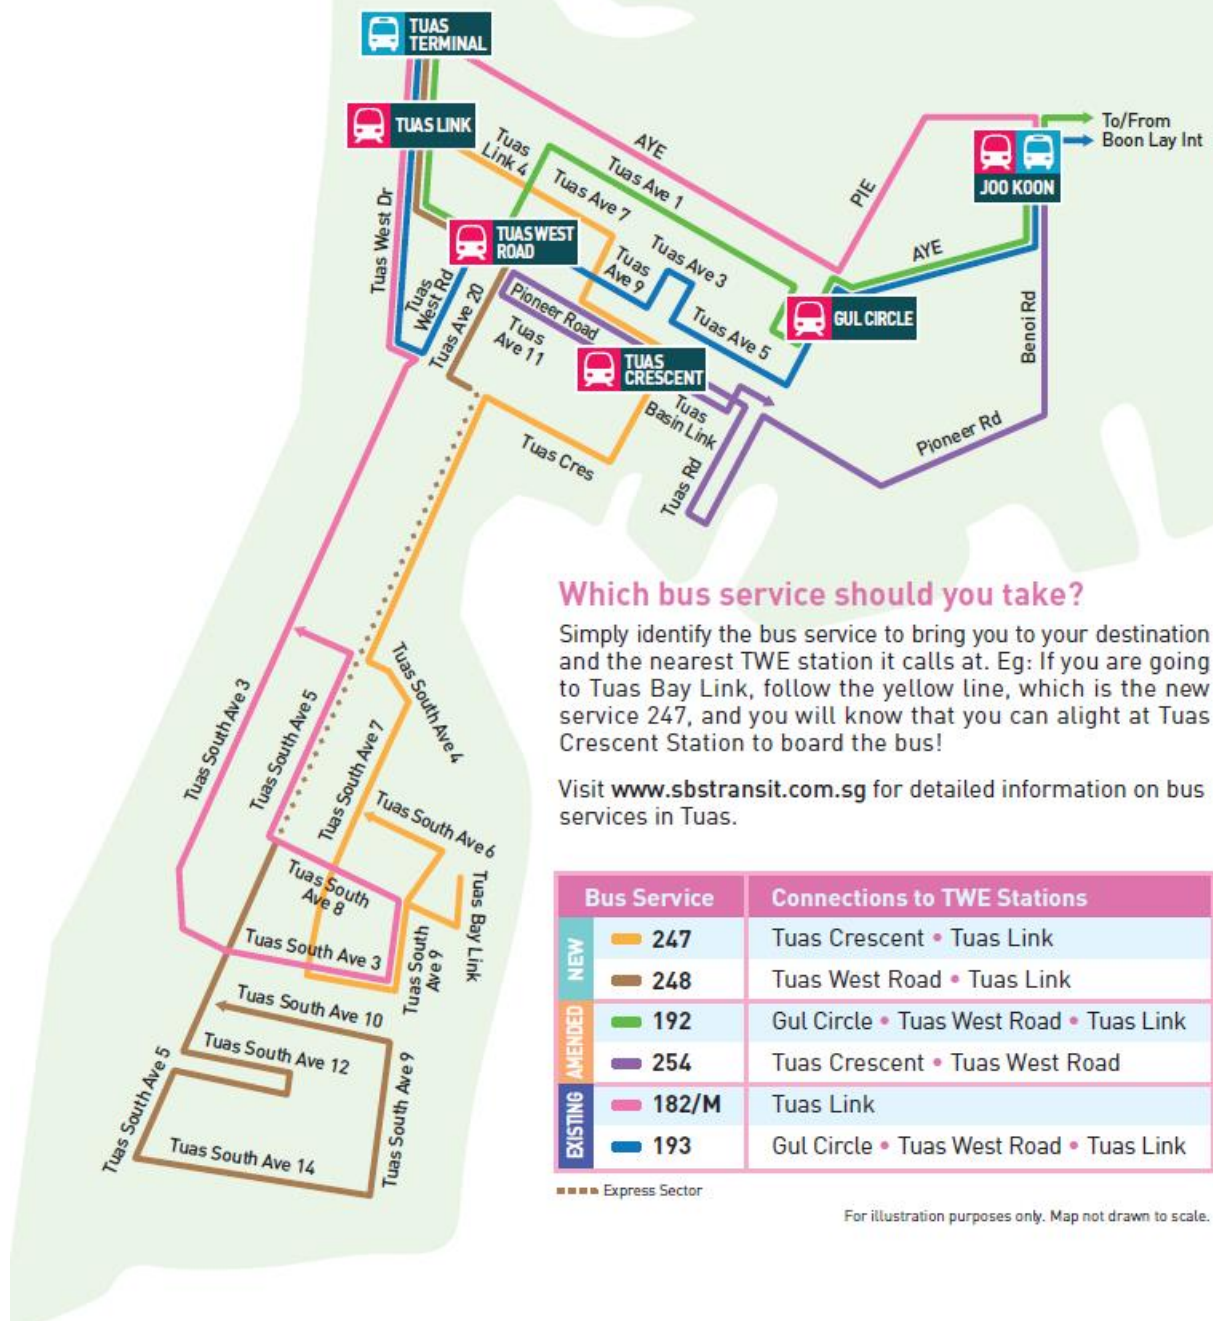 TUAS
TERMINAL
TUAS LINK
Tuas
Link 4
AYE
Tuas Ave 1
Tuas Ave 7
PIE
To/From
Boon Lay Int
JOO KOON
Tuas West Dr
TUAS WEST
ROAD
Tuas
Ave 9
Tuas Ave 3
AYE
Tuas
West Rd
Tuas Ave 20
Pioneer Road
Tuas
Ave 11
Tuas Ave 5
GUL CIRCLE
Benoi Rd
TUAS
CRESCENT
Tuas
Basin Link
Tuas Cres
Tuas Rd
Pioneer Rd
Which bus service should you take?
Simply identify the bus service to bring you to your destination
and the nearest TWE station it calls at. Eg: If you are going
to Tuas Bay Link, follow the yellow line, which is the new
service 247, and you will know that you can alight at Tuas
Crescent Station to board the bus!
Visit www.sbstransit.com.sg for detailed information on bus
services in Tuas.
Tuas South Ave 4
Tuas South Ave 3
Tuas South Ave 5
Tuas South Ave 7
Tuas South Ave 6
Tuas South
Ave 8
Tuas Bay Link
Tuas South Ave 3
Tuas South
Ave 9
Tuas South Ave 10
Tuas South Ave 12
Tuas South Ave 5
Tuas South Ave 9
Tuas South Ave 14
Bus Service Connections to TWE Stations
NEW
247 Tuas Crescent • Tuas Link
248 Tuas West Road • Tuas Link
AMENDED
192 Gul Circle • Tuas West Road • Tuas Link
254 Tuas Crescent • Tuas West Road
EXISTING
182/M Tuas Link
193 Gul Circle • Tuas West Road • Tuas Link
Express Sector
For illustration purposes only. Map not drawn to scale.